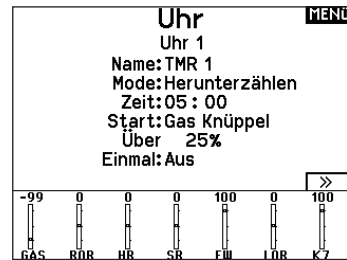 Uhr
MENÜ
Uhr 1
Name: TMR 1
Mode: Herunterzählen
Zeit: 05 : 00
Start: Gas Knüppel
Über 25%
Einmal: Aus
»
-99 0 0 0 100 0 100
GAS ROR HR SR FW LOR K7